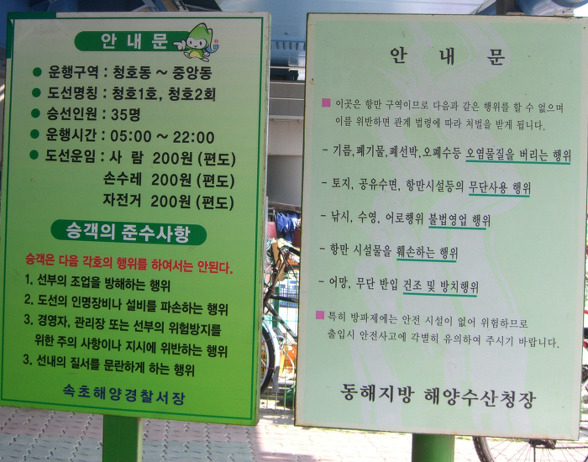 안 내 문
● 운행구역 : 청호동 ~ 중앙동
● 도선명칭 : 청호1호, 청호2회
● 승선인원 : 35명
● 운행시간 : 05:00 ~ 22:00
● 도선운임 : 사 람 200원 (편도)
손수레 200원 (편도)
자전거 200원 (편도)
승객의 준수사항
승객은 다음 각호의 행위를 하여서는 안된다.
1. 선부의 조업을 방해하는 행위
2. 도선의 인명장비나 설비를 파손하는 행위
3. 경영자, 관리장 또는 선부의 위험방지를
위한 주의 사항이나 지시에 위반하는 행위
3. 선내의 질서를 문란하게 하는 행위
속초해양경찰서장
안 내 문
■ 이곳은 항만 구역이므로 다음과 같은 행위를 할 수 없으며
이를 위반하면 관계 법령에 따라 처벌을 받게 됩니다.
- 기름,폐기물,폐선박,오폐수등 오염물질을 버리는 행위
- 토지, 공유수면, 항만시설등의 무단사용 행위
- 낚시, 수영, 어로행위 불법영업 행위
- 항만 시설물을 훼손하는 행위
- 어망, 무단 반입 건조 및 방치행위
■ 특히 방파제에는 안전 시설이 없어 위험하므로
출입시 안전사고에 각별히 유의하여 주시기 바랍니다.
동해지방 해양수산청장